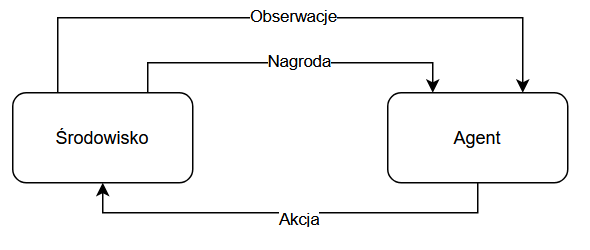 Obserwacje
Nagroda
Środowisko
Agent
Akcja